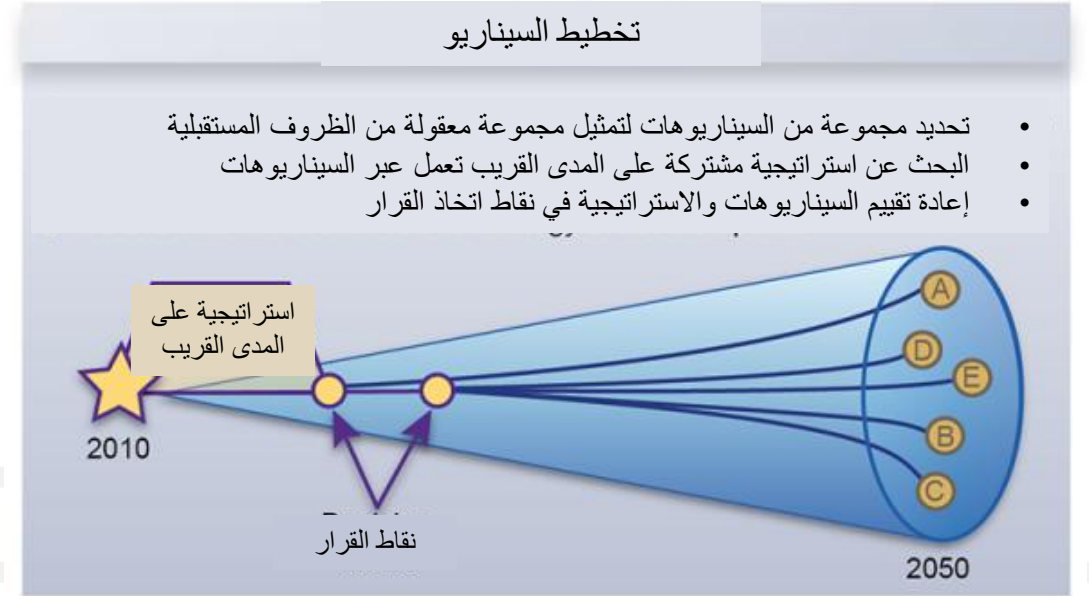 تخطيط السيناريو
• تحديد مجموعة من السيناريوهات لتمثيل مجموعة معقولة من الظروف المستقبلية
• البحث عن استراتيجية مشتركة على المدى القريب تعمل عبر السيناريوهات
• إعادة تقييم السيناريوهات والاستراتيجية في نقاط اتخاذ القرار
استراتيجية على
المدى القريب
A
D
E
B
C
2010
نقاط القرار
2050